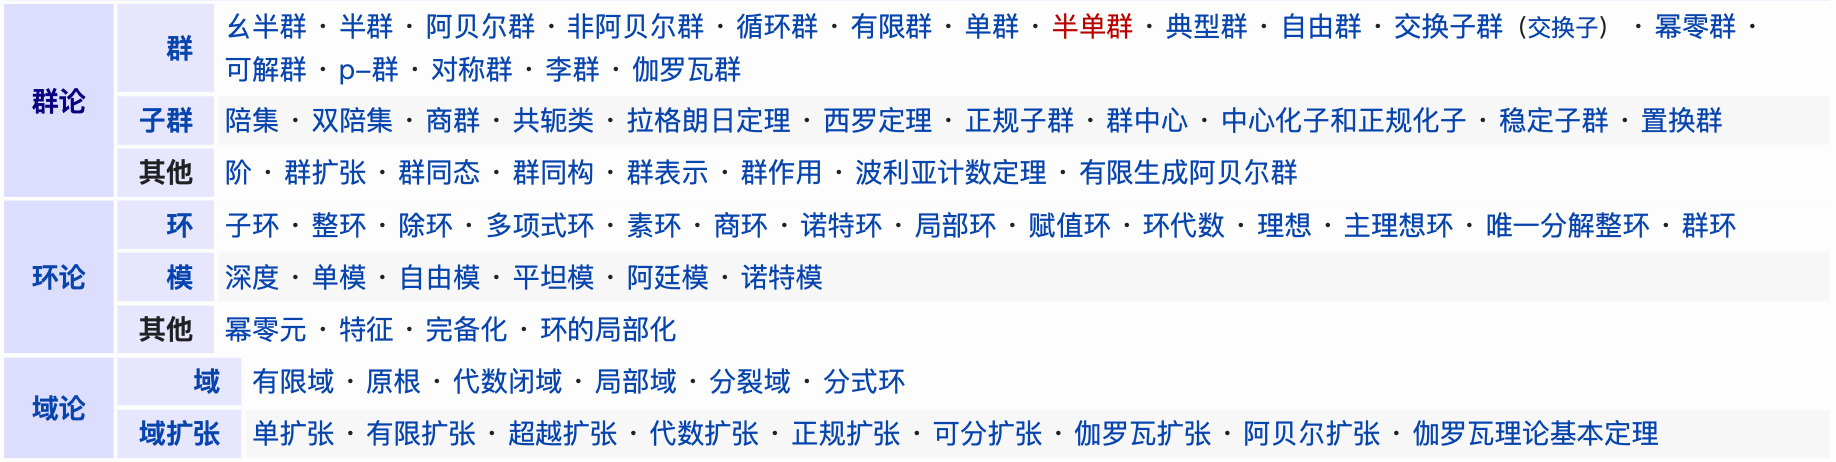 群论
群
幺半群 · 半群 · 阿贝尔群 · 非阿贝尔群 · 循环群 · 有限群 · 单群 · 半单群 · 典型群 · 自由群 · 交换子群 (交换子) · 幂零群 ·
可解群 · p-群 · 对称群 · 李群 · 伽罗瓦群
子群
陪集 · 双陪集 · 商群 · 共轭类 · 拉格朗日定理 · 西罗定理 · 正规子群 · 群中心 · 中心化子和正规化子 · 稳定子群 · 置换群
其他
阶 · 群扩张 · 群同态 · 群同构 · 群表示 · 群作用 · 波利亚计数定理 · 有限生成阿贝尔群
环论
环
子环 · 整环 · 除环 · 多项式环 · 素环 · 商环 · 诺特环 · 局部环 · 赋值环 · 环代数 · 理想 · 主理想环 · 唯一分解整环 · 群环
模
深度 · 单模 · 自由模 · 平坦模 · 阿廷模 · 诺特模
其他
幂零元 · 特征 · 完备化 · 环的局部化
域论
域
有限域 · 原根 · 代数闭域 · 局部域 · 分裂域 · 分式环
域扩张
单扩张 · 有限扩张 · 超越扩张 · 代数扩张 · 正规扩张 · 可分扩张 · 伽罗瓦扩张 · 阿贝尔扩张 · 伽罗瓦理论基本定理